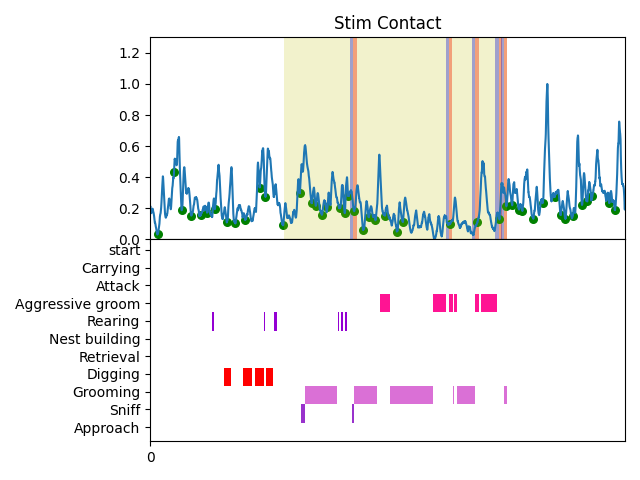 Stim Contact
1.2
1.0
0.8
0.6
0.4
0.2
0.0
start
Carrying
Attack
Aggressive groom
Rearing
Nest building
Retrieval
Digging
Grooming
Sniff
Approach
0